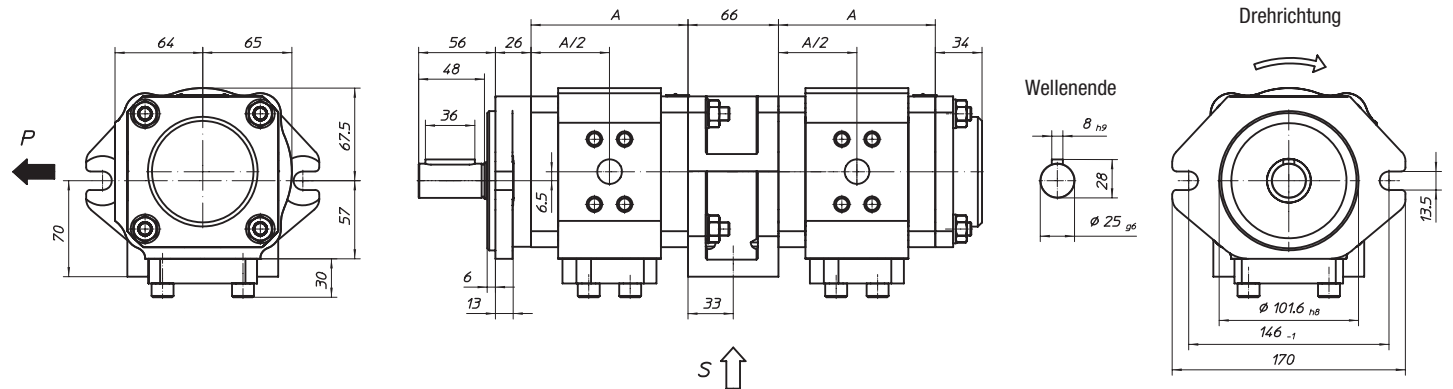 64
65
P
67.5
70
57
30
A
66
A
56
26
A/2
A/2
34
48
36
6.5
6
13
33
S
Wellenende
8 h9
28
Ø 25 g6
Drehrichtung
13.5
Ø 101.6 h8
146 -1
170